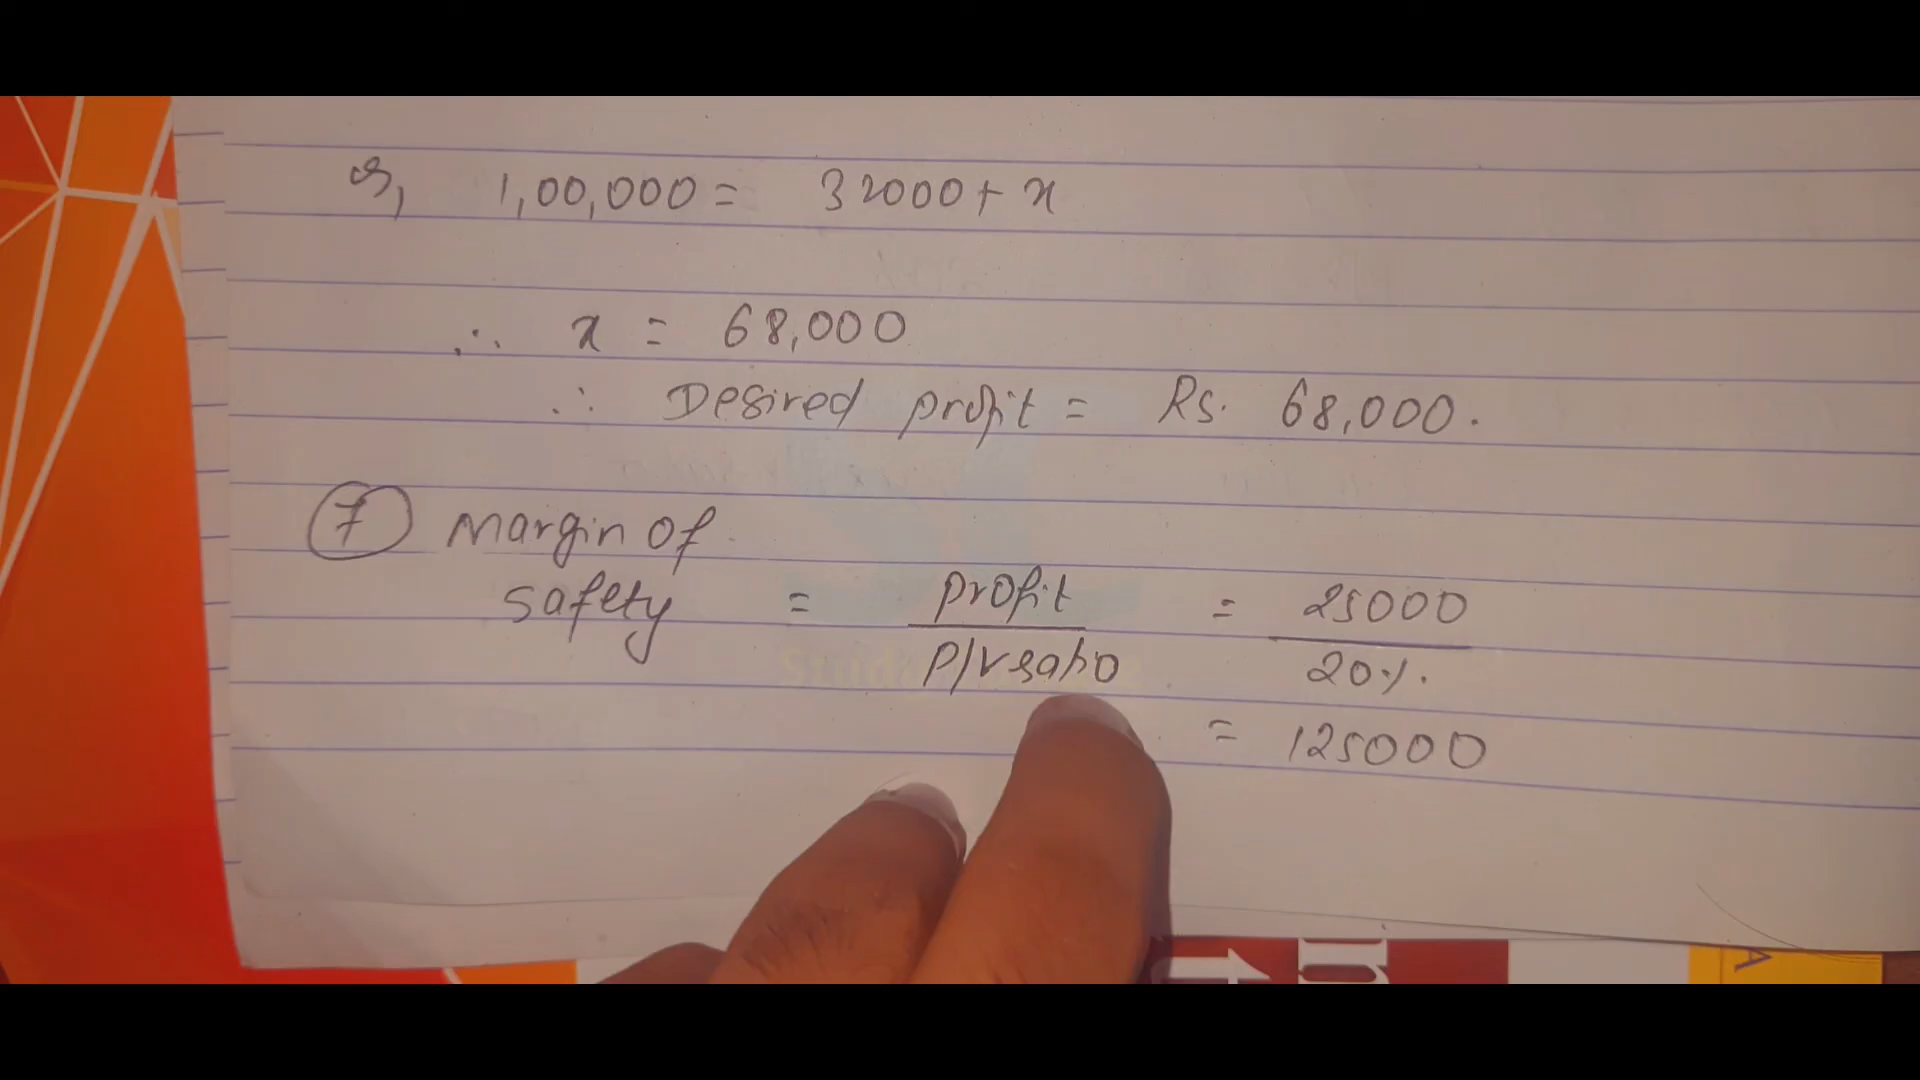 or, 1,00,000 = 32000 + x
∴ x = 68,000
∴ Desired profit = Rs. 68,000.
7 Margin of
safety = profit / P/V ratio = 25000 / 20%.
= 125000
A